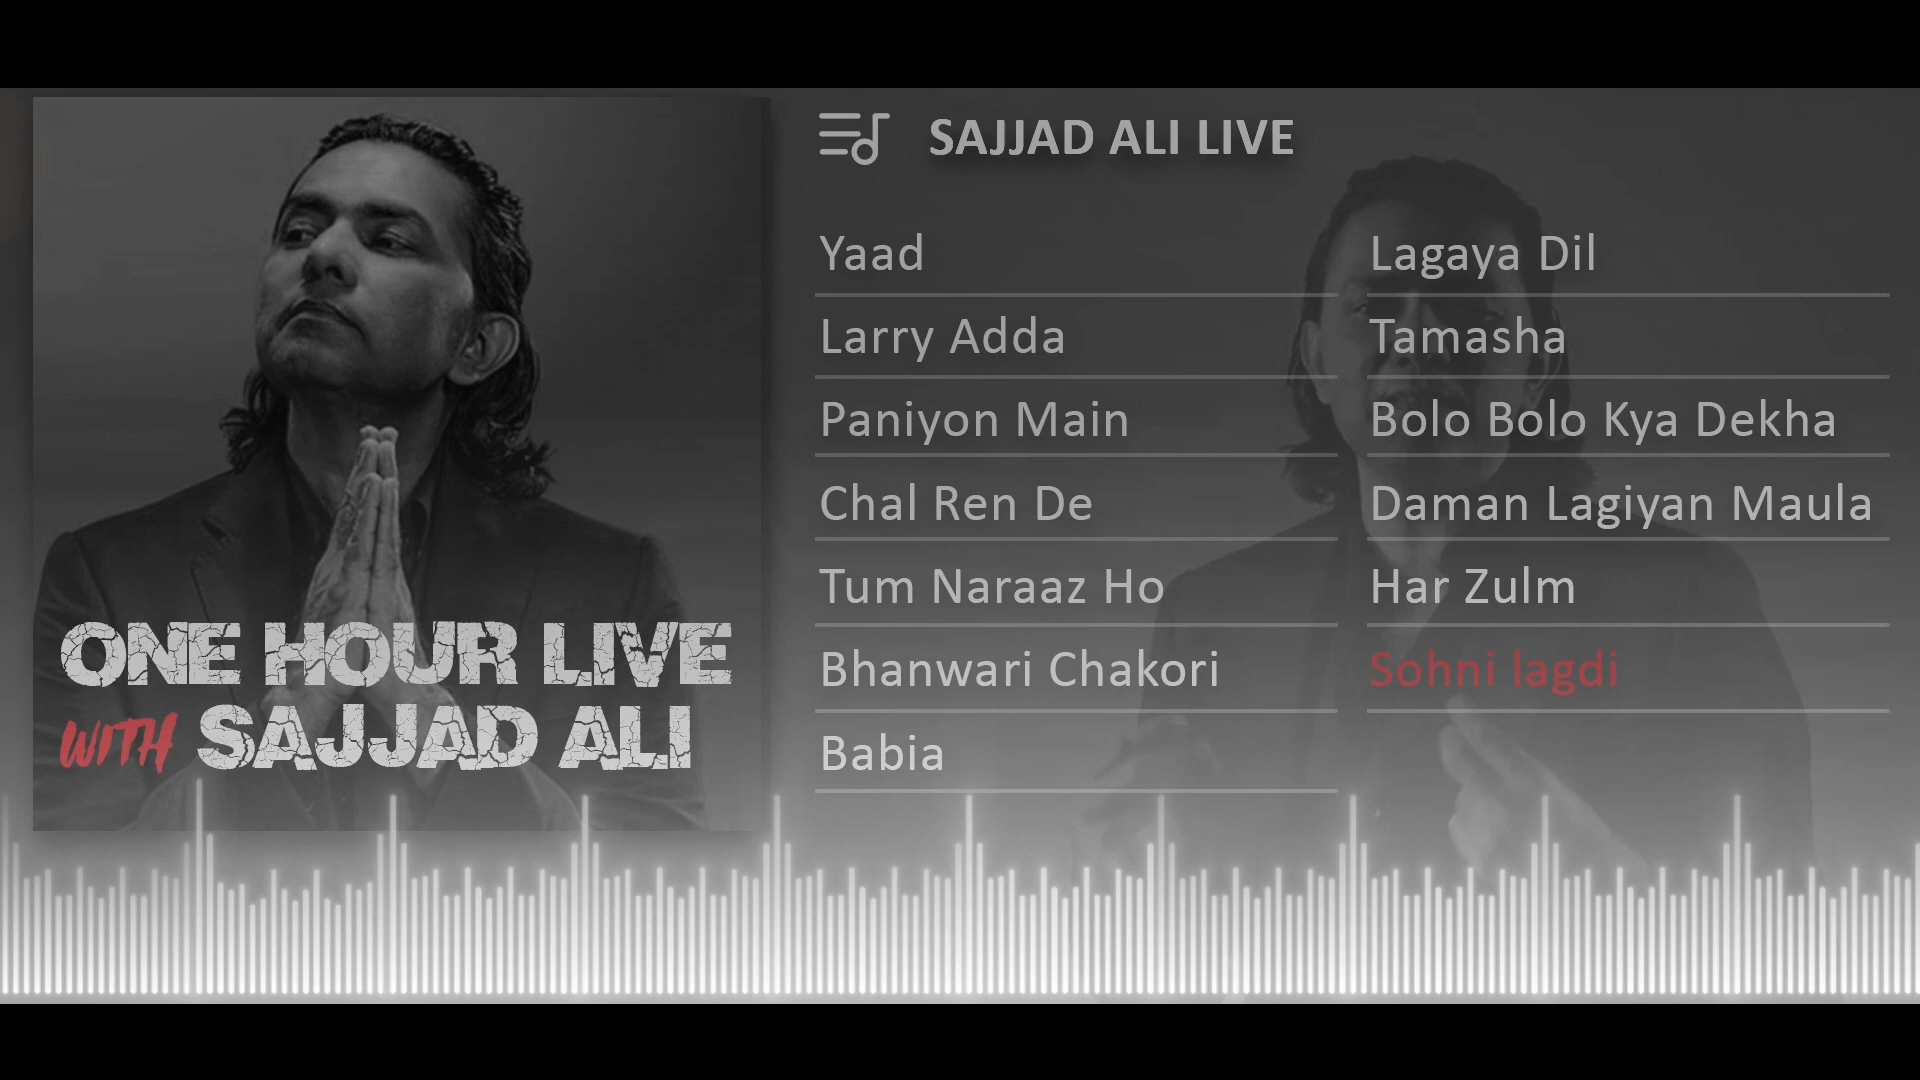 ONE HOUR LIVE
WITH SAJJAD ALI
SAJJAD ALI LIVE
Yaad
Larry Adda
Paniyon Main
Chal Ren De
Tum Naraaz Ho
Bhanwari Chakori
Babia
Lagaya Dil
Tamasha
Bolo Bolo Kya Dekha
Daman Lagiyan Maula
Har Zulm
Sohni lagdi